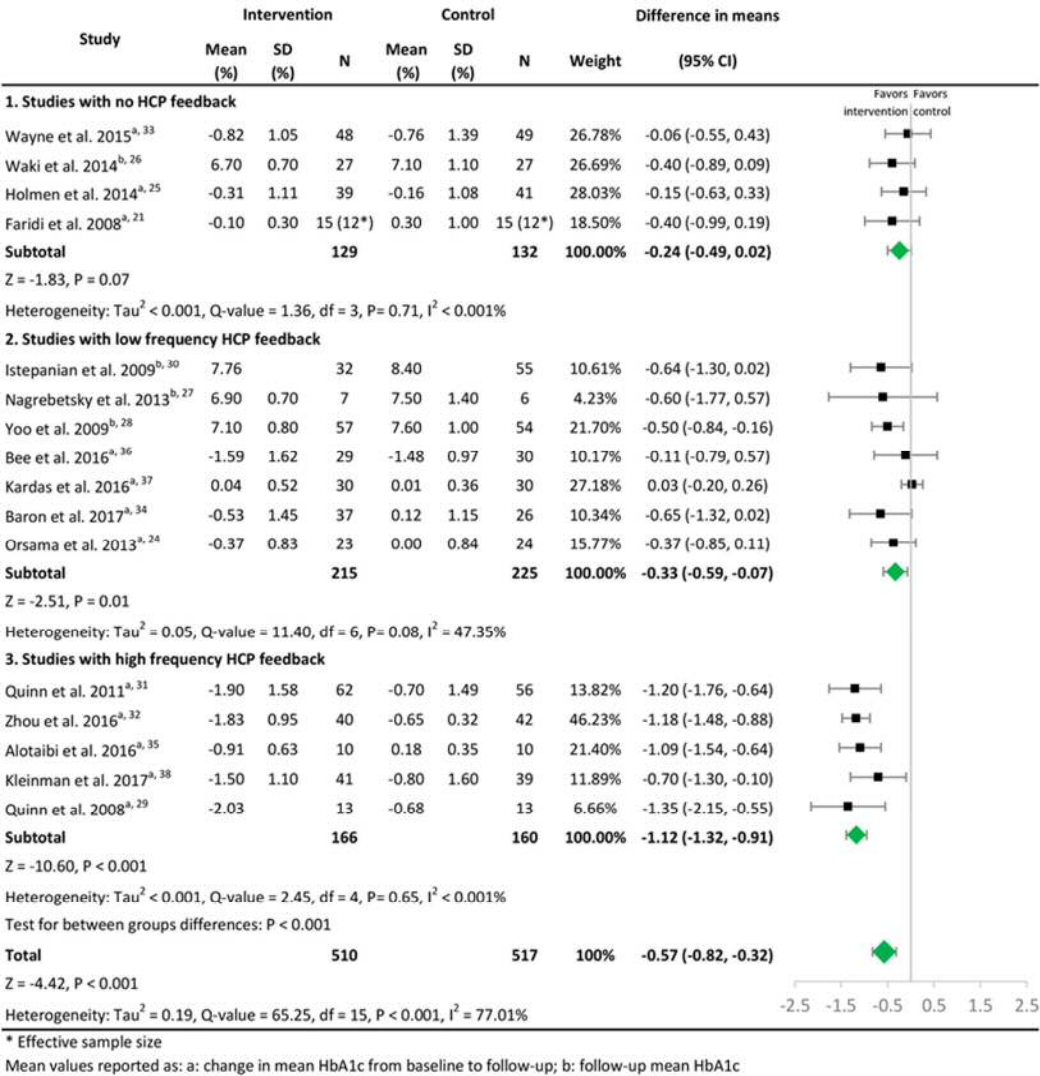 Intervention Control Difference in means
Study Mean (%) SD (%) N Mean (%) SD (%) N Weight (95% CI)
Favors intervention Favors control
1. Studies with no HCP feedback
Wayne et al. 2015a, 33 -0.82 1.05 48 -0.76 1.39 49 26.78% -0.06 (-0.55, 0.43)
Waki et al. 2014b, 26 6.70 0.70 27 7.10 1.10 27 26.69% -0.40 (-0.89, 0.09)
Holmen et al. 2014a, 25 -0.31 1.11 39 -0.16 1.08 41 28.03% -0.15 (-0.63, 0.33)
Faridi et al. 2008a, 21 -0.10 0.30 15 (12*) 0.30 1.00 15 (12*) 18.50% -0.40 (-0.99, 0.19)
Subtotal 129 132 100.00% -0.24 (-0.49, 0.02)
Z = -1.83, P = 0.07
Heterogeneity: Tau2 < 0.001, Q-value = 1.36, df = 3, P= 0.71, I2 < 0.001%
2. Studies with low frequency HCP feedback
Istepanian et al. 2009b, 30 7.76 32 8.40 55 10.61% -0.64 (-1.30, 0.02)
Nagrebetsky et al. 2013b, 27 6.90 0.70 7 7.50 1.40 6 4.23% -0.60 (-1.77, 0.57)
Yoo et al. 2009b, 28 7.10 0.80 57 7.60 1.00 54 21.70% -0.50 (-0.84, -0.16)
Bee et al. 2016a, 36 -1.59 1.62 29 -1.48 0.97 30 10.17% -0.11 (-0.79, 0.57)
Kardas et al. 2016a, 37 0.04 0.52 30 0.01 0.36 30 27.18% 0.03 (-0.20, 0.26)
Baron et al. 2017a, 34 -0.53 1.45 37 0.12 1.15 26 10.34% -0.65 (-1.32, 0.02)
Orsama et al. 2013a, 24 -0.37 0.83 23 0.00 0.84 24 15.77% -0.37 (-0.85, 0.11)
Subtotal 215 225 100.00% -0.33 (-0.59, -0.07)
Z = -2.51, P = 0.01
Heterogeneity: Tau2 = 0.05, Q-value = 11.40, df = 6, P= 0.08, I2 = 47.35%
3. Studies with high frequency HCP feedback
Quinn et al. 2011a, 31 -1.90 1.58 62 -0.70 1.49 56 13.82% -1.20 (-1.76, -0.64)
Zhou et al. 2016a, 32 -1.83 0.95 40 -0.65 0.32 42 46.23% -1.18 (-1.48, -0.88)
Alotaibi et al. 2016a, 35 -0.91 0.63 10 0.18 0.35 10 21.40% -1.09 (-1.54, -0.64)
Kleinman et al. 2017a, 38 -1.50 1.10 41 -0.80 1.60 39 11.89% -0.70 (-1.30, -0.10)
Quinn et al. 2008a, 29 -2.03 13 -0.68 13 6.66% -1.35 (-2.15, -0.55)
Subtotal 166 160 100.00% -1.12 (-1.32, -0.91)
Z = -10.60, P < 0.001
Heterogeneity: Tau2 < 0.001, Q-value = 2.45, df = 4, P= 0.65, I2 < 0.001%
Test for between groups differences: P < 0.001
Total 510 517 100% -0.57 (-0.82, -0.32)
Z = -4.42, P < 0.001
Heterogeneity: Tau2 = 0.19, Q-value = 65.25, df = 15, P < 0.001, I2 = 77.01%
-2.5 -1.5 -0.5 0.5 1.5 2.5
* Effective sample size
Mean values reported as: a: change in mean HbA1c from baseline to follow-up; b: follow-up mean HbA1c